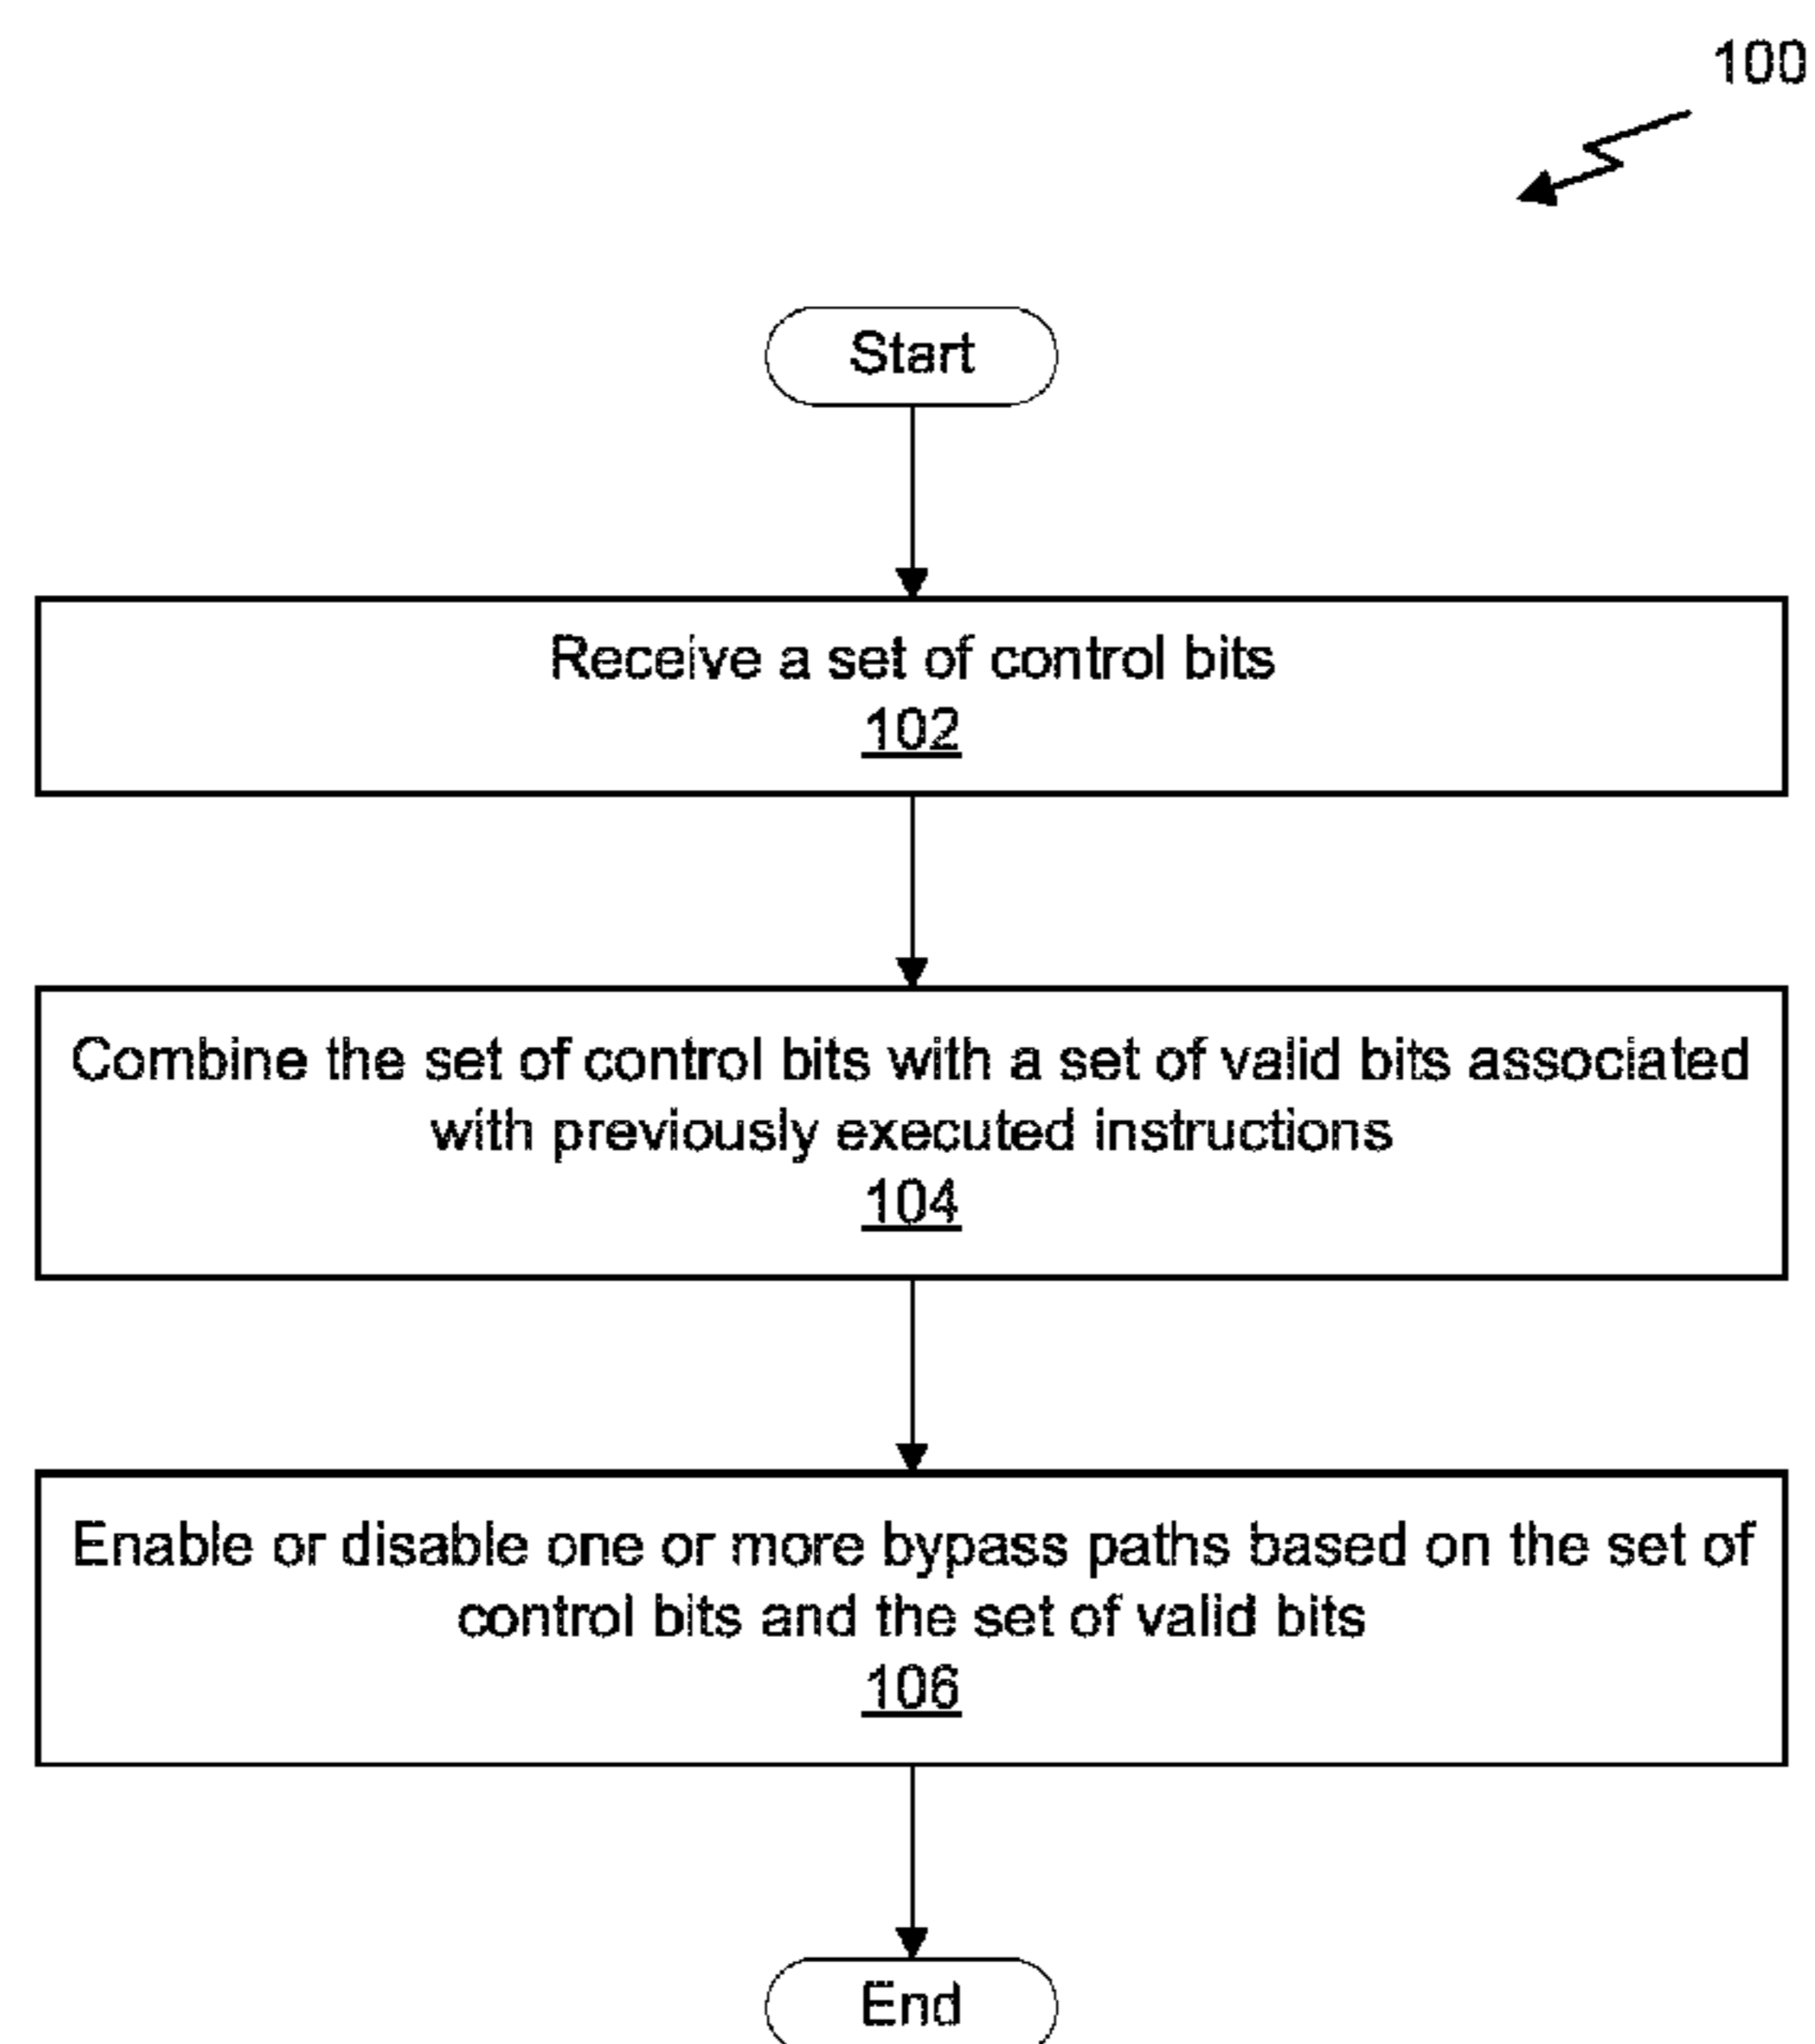 100
Start
Receive a set of control bits
102
Combine the set of control bits with a set of valid bits associated
with previously executed instructions
104
Enable or disable one or more bypass paths based on the set of
control bits and the set of valid bits
106
End